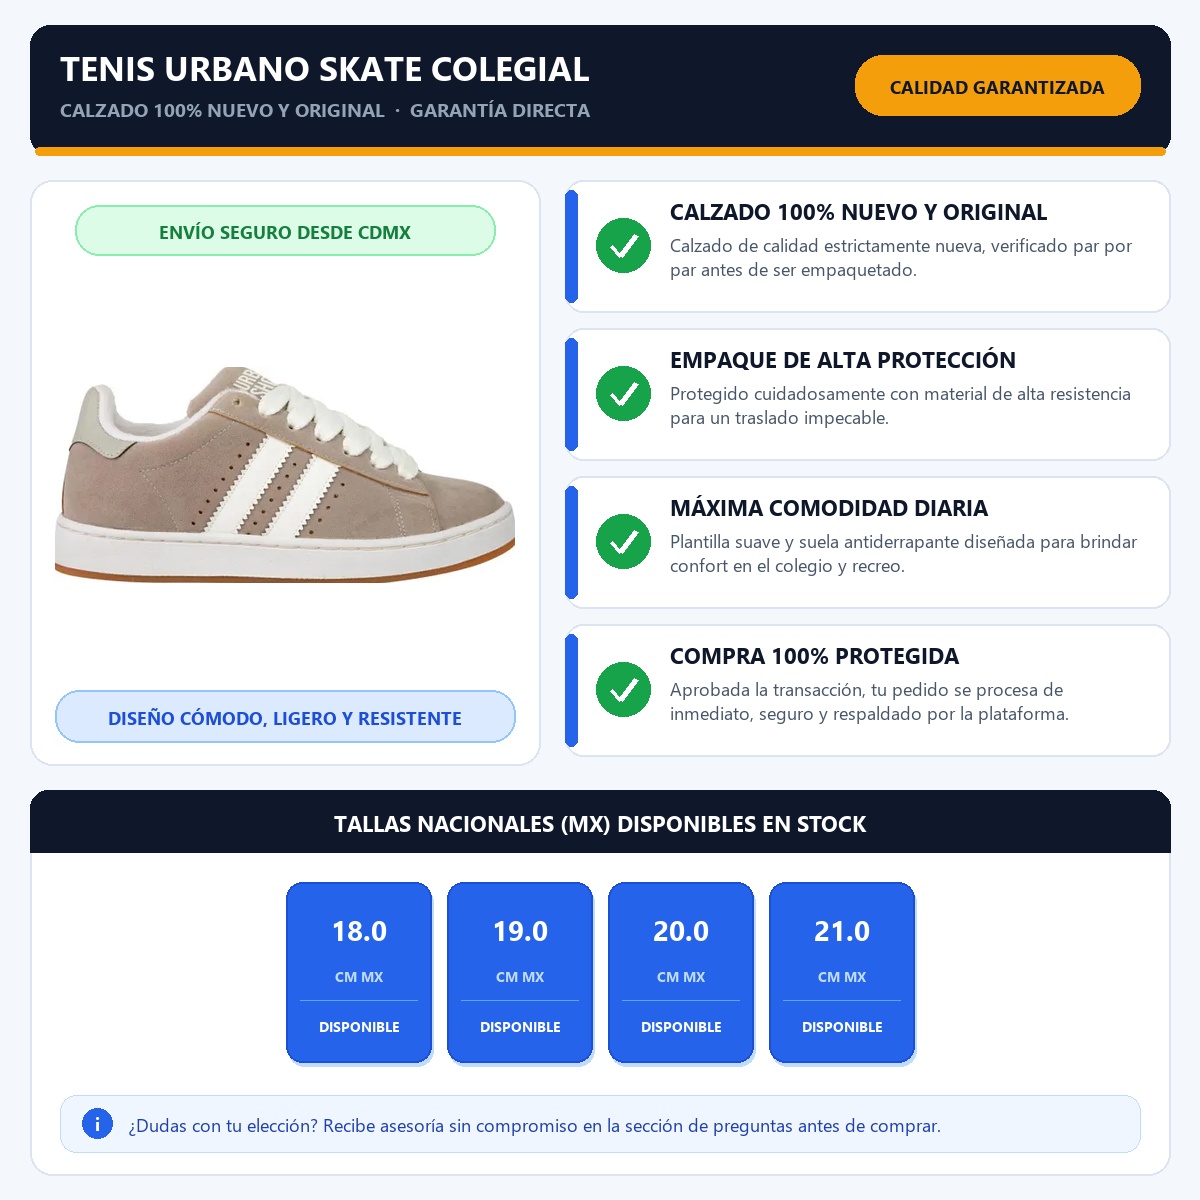 TENIS URBANO SKATE COLEGIAL
CALZADO 100% NUEVO Y ORIGINAL · GARANTÍA DIRECTA
CALIDAD GARANTIZADA
ENVÍO SEGURO DESDE CDMX
DISEÑO CÓMODO, LIGERO Y RESISTENTE
CALZADO 100% NUEVO Y ORIGINAL
Calzado de calidad estrictamente nueva, verificado par por
par antes de ser empaquetado.
EMPAQUE DE ALTA PROTECCIÓN
Protegido cuidadosamente con material de alta resistencia
para un traslado impecable.
MÁXIMA COMODIDAD DIARIA
Plantilla suave y suela antiderrapante diseñada para brindar
confort en el colegio y recreo.
COMPRA 100% PROTEGIDA
Aprobada la transacción, tu pedido se procesa de
inmediato, seguro y respaldado por la plataforma.
TALLAS NACIONALES (MX) DISPONIBLES EN STOCK
18.0
CM MX
DISPONIBLE
19.0
CM MX
DISPONIBLE
20.0
CM MX
DISPONIBLE
21.0
CM MX
DISPONIBLE
¿Dudas con tu elección? Recibe asesoría sin compromiso en la sección de preguntas antes de comprar.